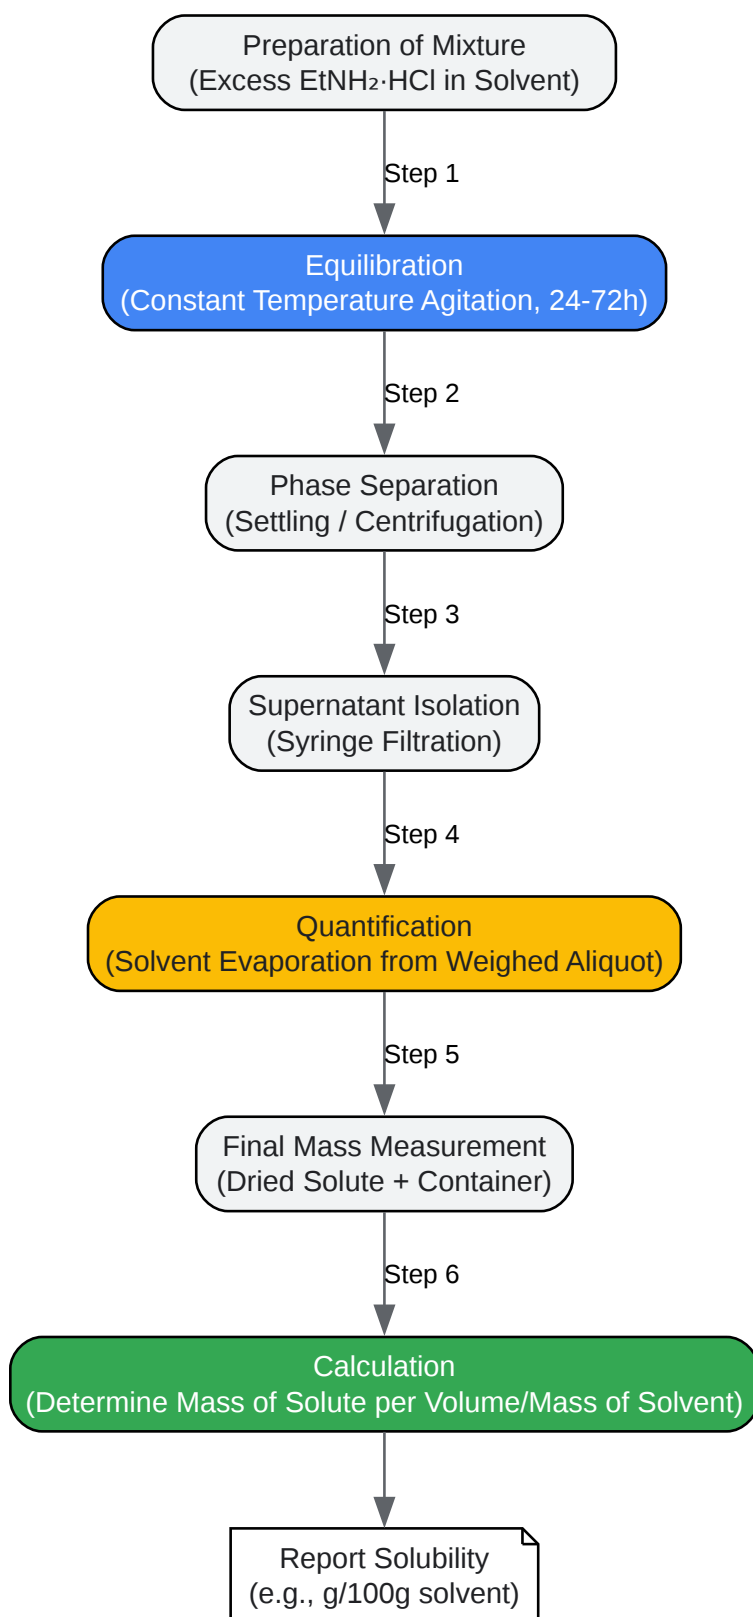 Preparation of Mixture
(Excess EtNH₂·HCl in Solvent)
Step 1
Equilibration
(Constant Temperature Agitation, 24-72h)
Step 2
Phase Separation
(Settling / Centrifugation)
Step 3
Supernatant Isolation
(Syringe Filtration)
Step 4
Quantification
(Solvent Evaporation from Weighed Aliquot)
Step 5
Final Mass Measurement
(Dried Solute + Container)
Step 6
Calculation
(Determine Mass of Solute per Volume/Mass of Solvent)
Report Solubility
(e.g., g/100g solvent)